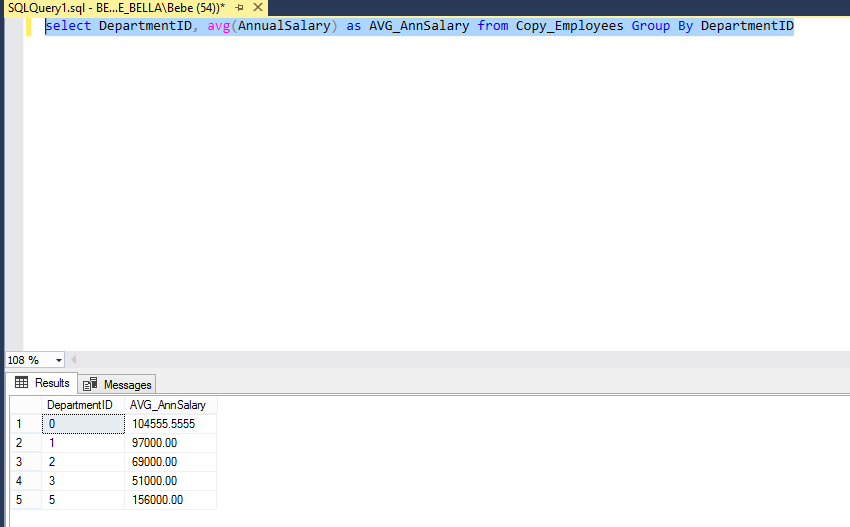 SQLQuery1.sql - BE...E_BELLA\Bebe (54))*
select DepartmentID, avg(AnnualSalary) as AVG_AnnSalary from Copy_Employees Group By DepartmentID
108 %
Results Messages
DepartmentID AVG_AnnSalary
1 0 104555.5555
2 1 97000.00
3 2 69000.00
4 3 51000.00
5 5 156000.00